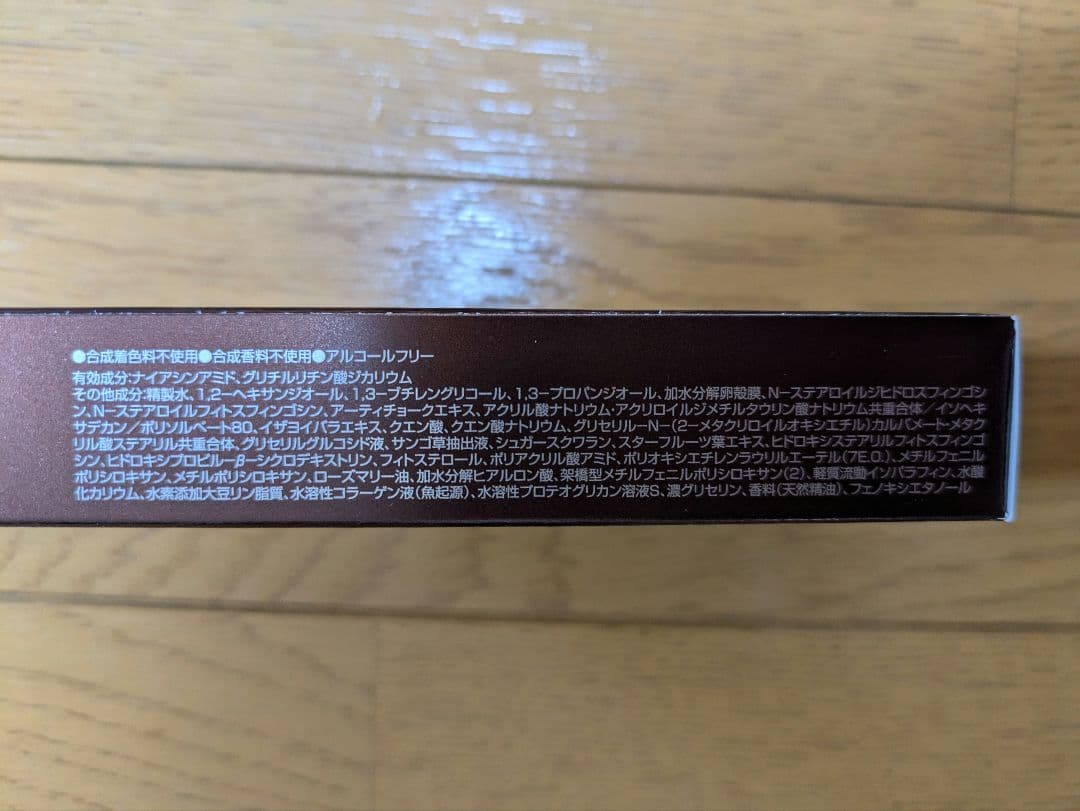 ●合成着色料不使用●合成香料不使用●アルコールフリー
有効成分:ナイアシンアミド、グリチルリチン酸ジカリウム
その他成分:精製水、1,2ーヘキサンジオール、1,3ーブチレングリコール、1,3ープロパンジオール、加水分解卵殻膜、Nーステアロイルジヒドロスフィンゴシ
ン、Nーステアロイルフィトスフィンゴシン、アーティチョークエキス、アクリル酸ナトリウム・アクリロイルジメチルタウリン酸ナトリウム共重合体／イソヘキ
サデカン／ポリソルベート80、イザヨイバラエキス、クエン酸、クエン酸ナトリウム、グリセリルーNー(2ーメタクリロイルオキシエチル)カルバメート・メタク
リル酸ステアリル共重合体、グリセリルグルコシド液、サンゴ草抽出液、シュガースクワラン、スターフルーツ葉エキス、ヒドロキシステアリルフィトスフィンゴ
シン、ヒドロキシプロピルーβーシクロデキストリン、フィトステロール、ポリアクリル酸アミド、ポリオキシエチレンラウリルエーテル(7E.O.)、メチルフェニル
ポリシロキサン、メチルポリシロキサン、ローズマリー油、加水分解ヒアルロン酸、架橋型メチルフェニルポリシロキサン(2)、軽質流動イソパラフィン、水酸
化カリウム、水素添加大豆リン脂質、水溶性コラーゲン液(魚起源)、水溶性プロテオグリカン溶液S、濃グリセリン、香料(天然精油)、フェノキシエタノール